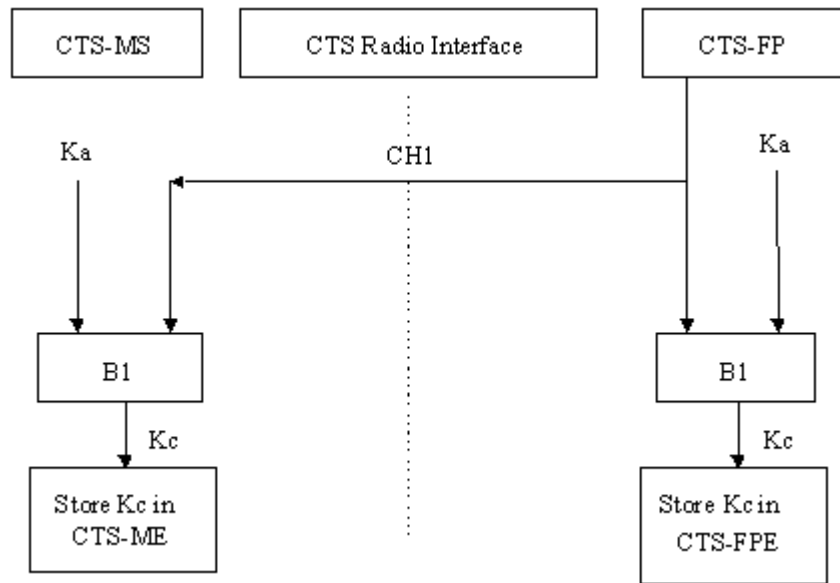 CTS-MS
CTS Radio Interface
CTS-FP
Ka
CH1
Ka
B1
B1
Kc
Kc
Store Kc in
CTS-ME
Store Kc in
CTS-FPE